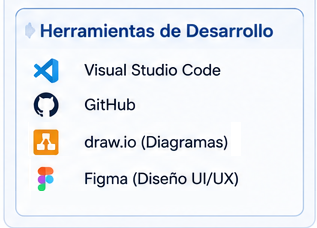 Herramientas de Desarrollo
Visual Studio Code
GitHub
draw.io (Diagramas)
Figma (Diseño UI/UX)